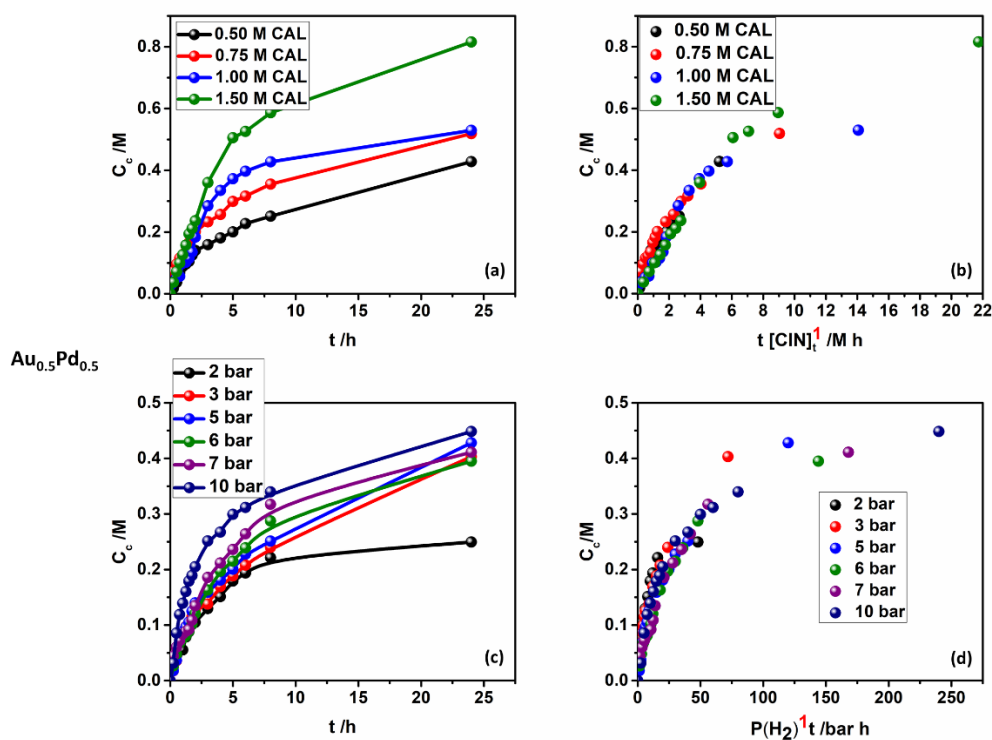 0.50 M CAL
0.75 M CAL
1.00 M CAL
1.50 M CAL
0.8
0.6
0.4
0.2
0.0
C_c /M
0 5 10 15 20 25
t /h
(a)
0.50 M CAL
0.75 M CAL
1.00 M CAL
1.50 M CAL
0.8
0.6
0.4
0.2
0.0
C_c /M
0 2 4 6 8 10 12 14 16 18 20 22
t [CIN]_t^1 /M h
(b)
Au0.5Pd0.5
2 bar
3 bar
5 bar
6 bar
7 bar
10 bar
0.5
0.4
0.3
0.2
0.1
0.0
C_c /M
0 5 10 15 20 25
t /h
(c)
2 bar
3 bar
5 bar
6 bar
7 bar
10 bar
0.5
0.4
0.3
0.2
0.1
0.0
C_c /M
0 50 100 150 200 250
P(H2)^1 t /bar h
(d)